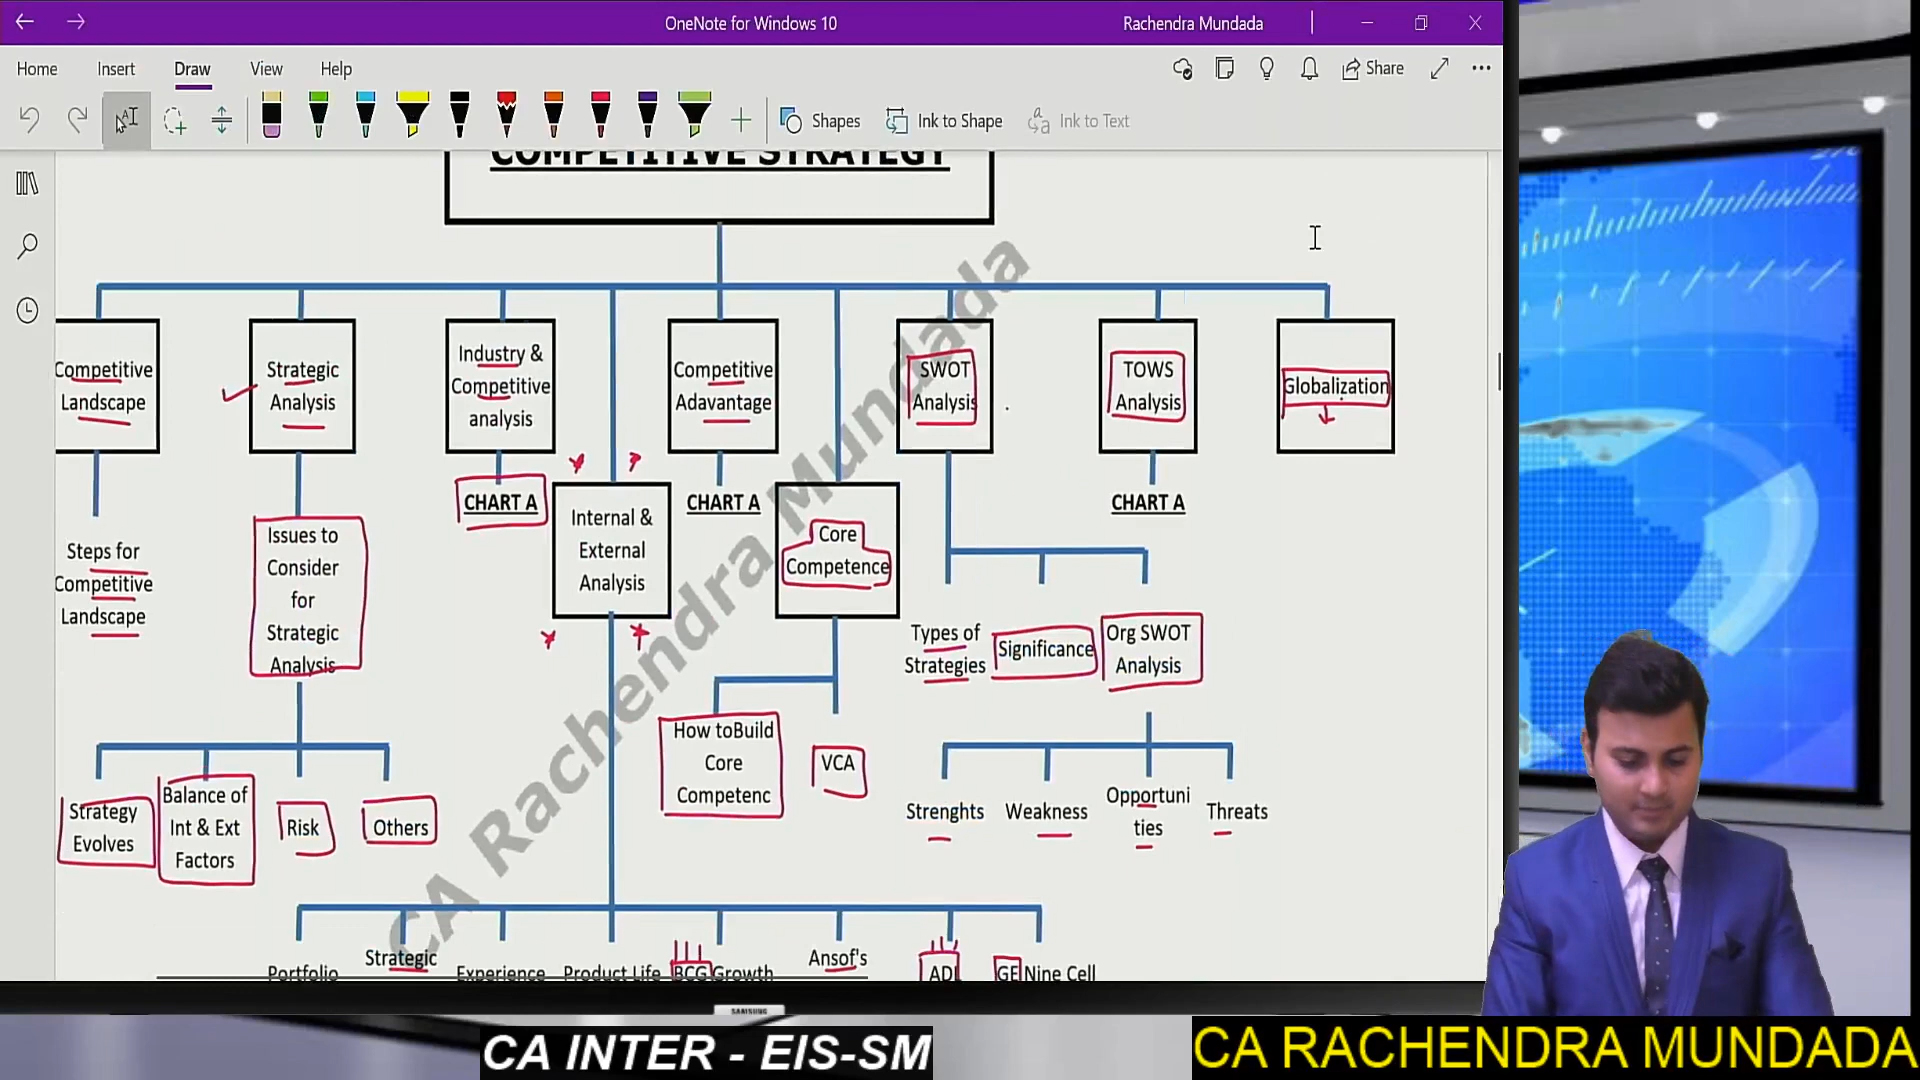 OneNote for Windows 10
Rachendra Mundada
Home
Insert
Draw
View
Help
Share
Shapes
Ink to Shape
Ink to Text
COMPETITIVE STRATEGY
Competitive
Landscape
Strategic
Analysis
Industry &
Competitive
analysis
Competitive
Adavantage
SWOT
Analysis
TOWS
Analysis
Globalization
CHART A
CHART A
CHART A
Internal &
External
Analysis
Core
Competence
Steps for
Competitive
Landscape
Issues to
Consider
for
Strategic
Analysis
Types of
Strategies
Significance
Org SWOT
Analysis
How toBuild
Core
Competenc
VCA
Strategy
Evolves
Balance of
Int & Ext
Factors
Risk
Others
Strenghts
Weakness
Opportuni
ties
Threats
Portfolio
Strategic
Experience
Product Life
BCG Growth
Ansof's
ADL
GE Nine Cell
CA Rachendra Mundada
SAMSUNG
CA INTER - EIS-SM
CA RACHENDRA MUNDADA